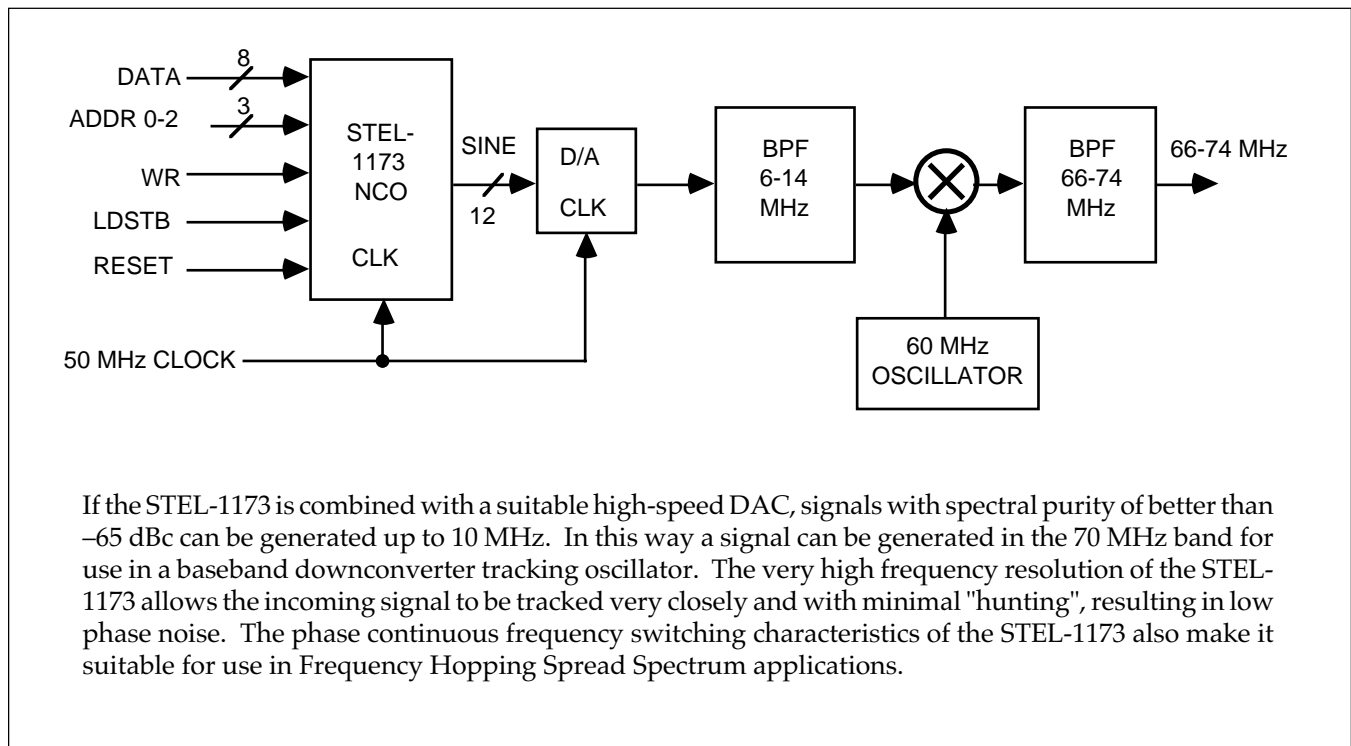 DATA
8
ADDR 0-2
3
WR
LDSTB
RESET
50 MHz CLOCK
STEL-
1173
NCO
CLK
SINE
12
D/A
CLK
BPF
6-14
MHz
60 MHz
OSCILLATOR
BPF
66-74
MHz
66-74 MHz
If the STEL-1173 is combined with a suitable high-speed DAC, signals with spectral purity of better than
–65 dBc can be generated up to 10 MHz. In this way a signal can be generated in the 70 MHz band for
use in a baseband downconverter tracking oscillator. The very high frequency resolution of the STEL-
1173 allows the incoming signal to be tracked very closely and with minimal "hunting", resulting in low
phase noise. The phase continuous frequency switching characteristics of the STEL-1173 also make it
suitable for use in Frequency Hopping Spread Spectrum applications.